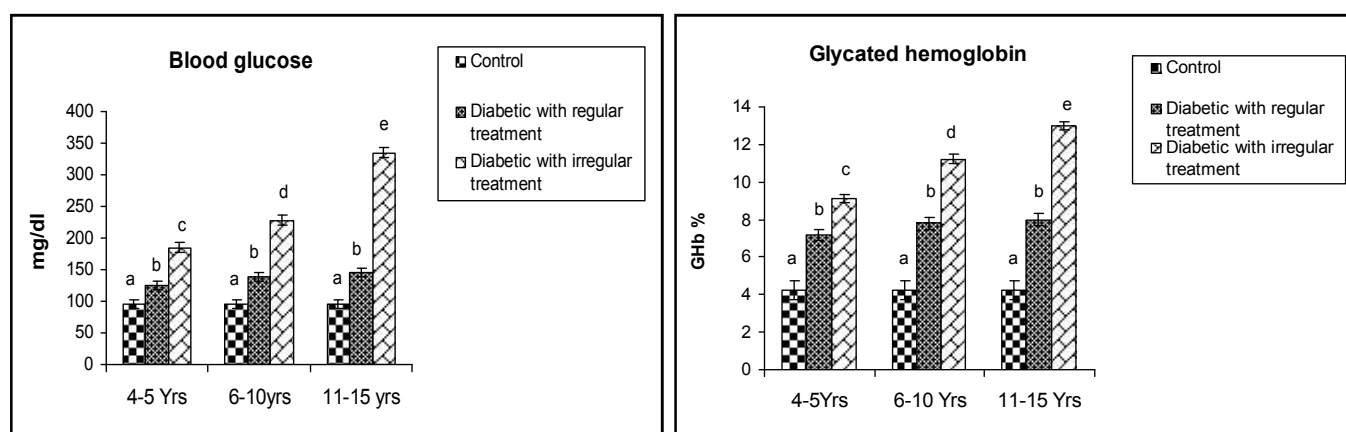 Blood glucose
Control
Diabetic with regular
treatment
Diabetic with irregular
treatment
mg/dl
400
350
300
250
200
150
100
50
0
a
b
c
a
b
d
a
b
e
4-5 Yrs
6-10yrs
11-15 yrs
Glycated hemoglobin
Control
Diabetic with regular
treatment
Diabetic with irregular
treatment
GHb %
14
12
10
8
6
4
2
0
a
b
c
a
b
d
a
b
e
4-5Yrs
6-10 Yrs
11-15 Yrs